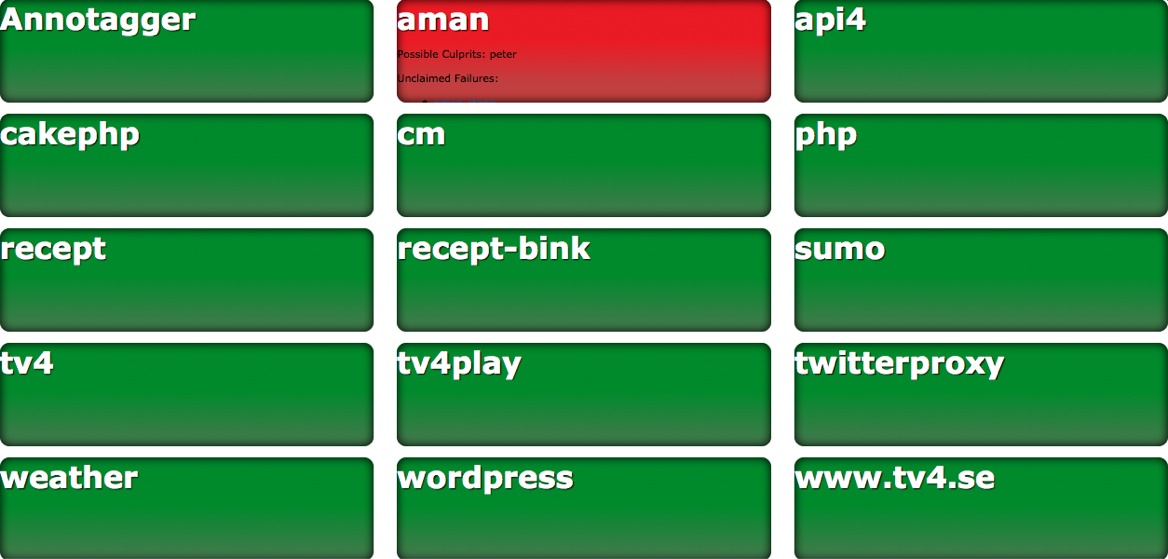 Annotagger
aman
Possible Culprits: peter
Unclaimed Failures:
api4
cakephp
cm
php
recept
recept-bink
sumo
tv4
tv4play
twitterproxy
weather
wordpress
www.tv4.se